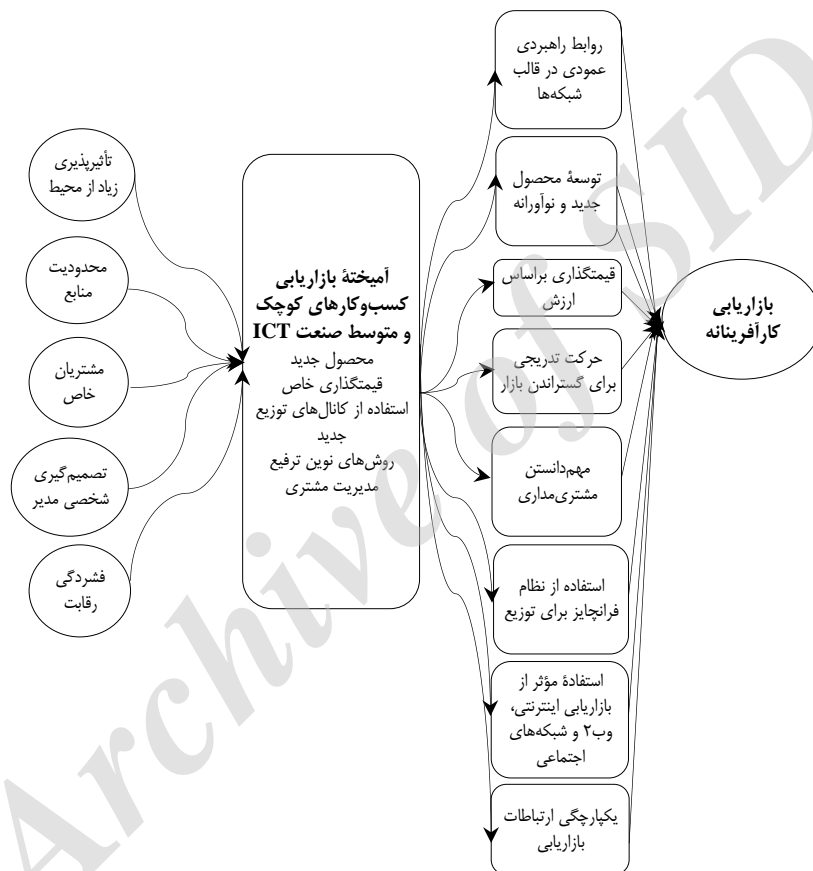 تأثیرپذیری
زیاد از محیط
محدودیت
منابع
مشتریان
خاص
تصمیم‌گیری
شخصی مدیر
فشردگی
رقابت
آمیختهٔ بازاریابی
کسب‌وکارهای کوچک
و متوسط صنعت ICT
محصول جدید
قیمتگذاری خاص
استفاده از کانال‌های توزیع
جدید
روش‌های نوین ترفیع
مدیریت مشتری
روابط راهبردی
عمودی در قالب
شبکه‌ها
توسعهٔ محصول
جدید و نوآورانه
قیمتگذاری براساس
ارزش
حرکت تدریجی
برای گستراندن بازار
مهم‌دانستن
مشتری‌مداری
استفاده از نظام
فرانچایز برای توزیع
استفادهٔ مؤثر از
بازاریابی اینترنتی،
وب۲ و شبکه‌های
اجتماعی
یکپارچگی ارتباطات
بازاریابی
بازاریابی
کارآفرینانه
Archive of SID